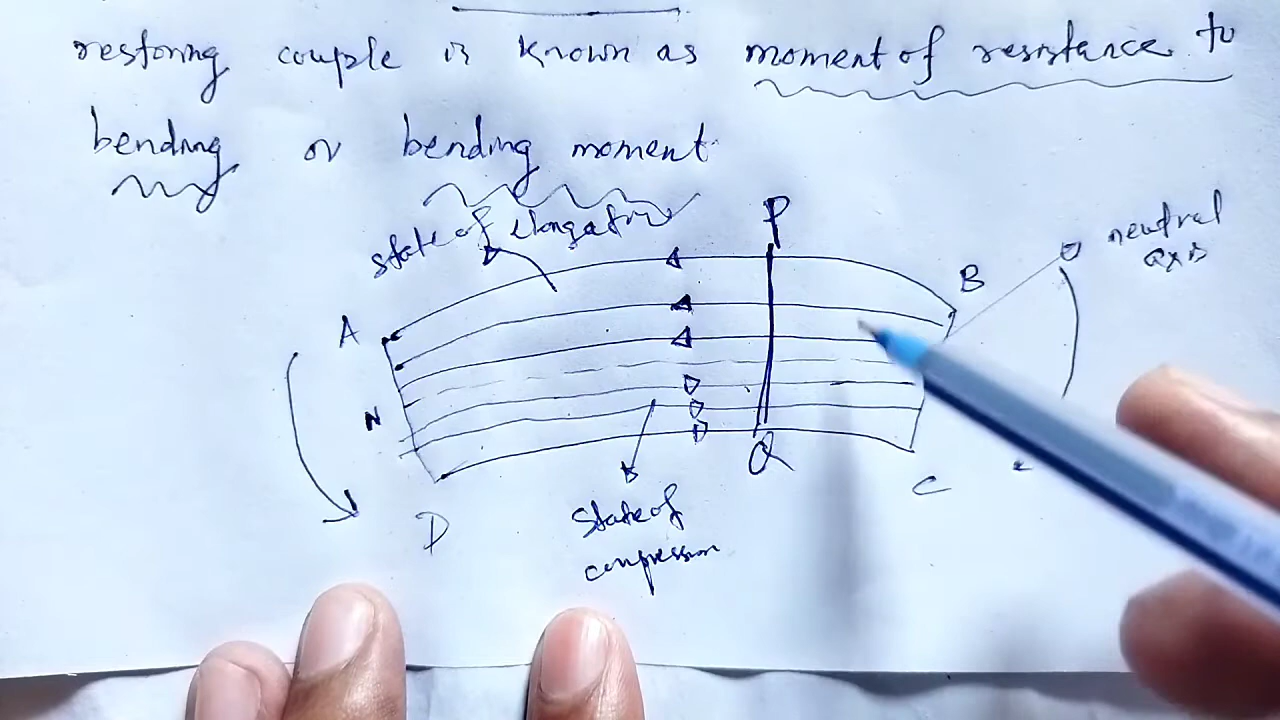 restoring couple is known as moment of resistance to
bending or bending moment
state of elongation
P
neutral
axis
B
A
N
Q
C
D
State of
compression